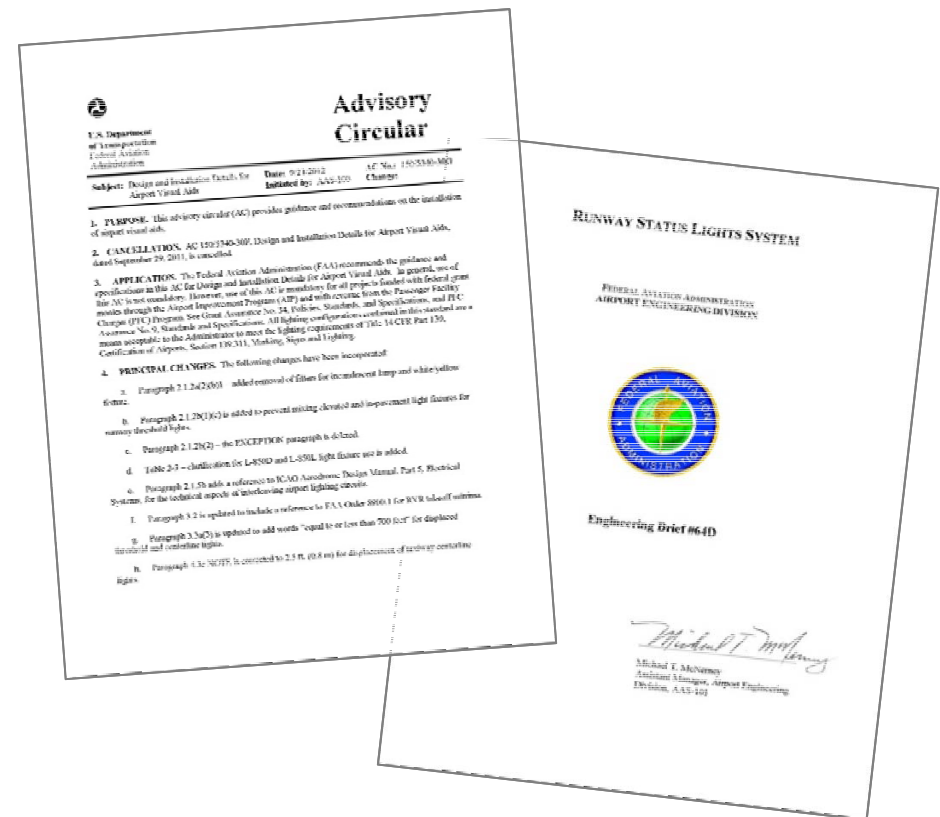 Advisory
Circular
U.S. Department
of Transportation
Federal Aviation
Administration
Subject: Design and Installation Details for
Airport Visual Aids
Date: 9/24/2012
Initiated by: AAS-100
AC No.: 150/5340-30G
Change:
1. PURPOSE. This advisory circular (AC) provides guidance and recommendations on the installation
of airport visual aids.
2. CANCELLATION. AC 150/5340-30F, Design and Installation Details for Airport Visual Aids,
dated September 29, 2011, is cancelled.
3. APPLICATION. The Federal Aviation Administration (FAA) recommends the guidance and
specifications in this AC for Design and Installation Details for Airport Visual Aids. In general, use of
this AC is not mandatory. However, use of this AC is mandatory for all projects funded with federal grant
monies through the Airport Improvement Program (AIP) and with revenue from the Passenger Facility
Charges (PFC) Program. See Grant Assurance No. 34, Policies, Standards, and Specifications, and PFC
Assurance No. 9, Standards and Specifications. All lighting configurations contained in this standard are a
means acceptable to the Administrator to meet the lighting requirements of Title 14 CFR Part 139,
Certification of Airports, Section 139.311, Marking, Signs and Lighting.
4. PRINCIPAL CHANGES. The following changes have been incorporated:
a. Paragraph 2.1.2a(2)(b)1 added removal of filters for incandescent lamp and white/yellow
fixture.
b. Paragraph 2.1.2b(1)(c) is added to prevent mixing elevated and in-pavement light fixtures for
runway threshold lights.
c. Paragraph 2.1.2b(2) – the EXCEPTION paragraph is deleted.
d. Table 2-3 – clarification for L-850D and L-850E light fixture use is added.
e. Paragraph 2.1.5b adds a reference to ICAO Aerodrome Design Manual, Part 5, Electrical
Systems, for the technical aspects of interleaving airport lighting circuits.
f. Paragraph 3.2 is updated to include a reference to FAA Order 8900.1 for RVR takeoff minima.
g. Paragraph 3.3a(3) is updated to add words "equal to or less than 700 feet" for displaced
threshold and centerline lights.
h. Paragraph NOTE is corrected to 2.5 ft. (0.8 m) for displacement of runway centerline
lights.
RUNWAY STATUS LIGHTS SYSTEM
FEDERAL AVIATION ADMINISTRATION
AIRPORT ENGINEERING DIVISION
FEDERAL AVIATION
ADMINISTRATION
Engineering Brief #64D
Michael T. McNerney
Michael T. McNerney
Assistant Manager, Airport Engineering
Division, AAS-101